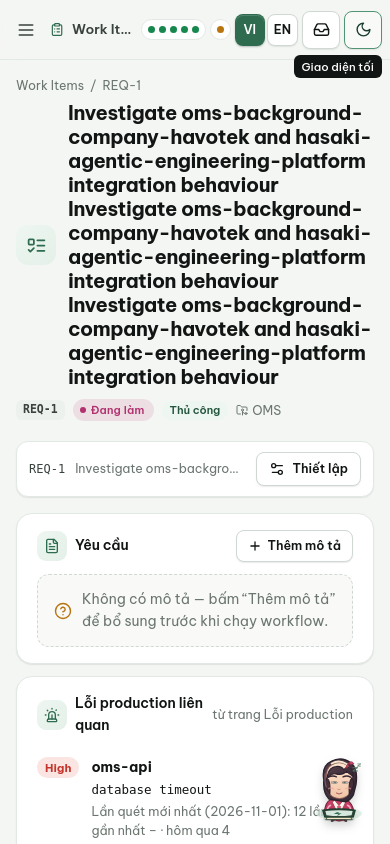 Work It... VI EN
Giao diện tối
Work Items / REQ-1
Investigate oms-background-
company-havotek and hasaki-
agentic-engineering-platform
integration behaviour
Investigate oms-background-
company-havotek and hasaki-
agentic-engineering-platform
integration behaviour
Investigate oms-background-
company-havotek and hasaki-
agentic-engineering-platform
integration behaviour
REQ-1 Đang làm Thủ công OMS
REQ-1 Investigate oms-backgro... Thiết lập
Yêu cầu Thêm mô tả
Không có mô tả — bấm “Thêm mô tả”
để bổ sung trước khi chạy workflow.
Lỗi production liên
quan
từ trang Lỗi production
High oms-api
database timeout
Lần quét mới nhất (2026-11-01): 12
gần nhất – · hôm qua 4